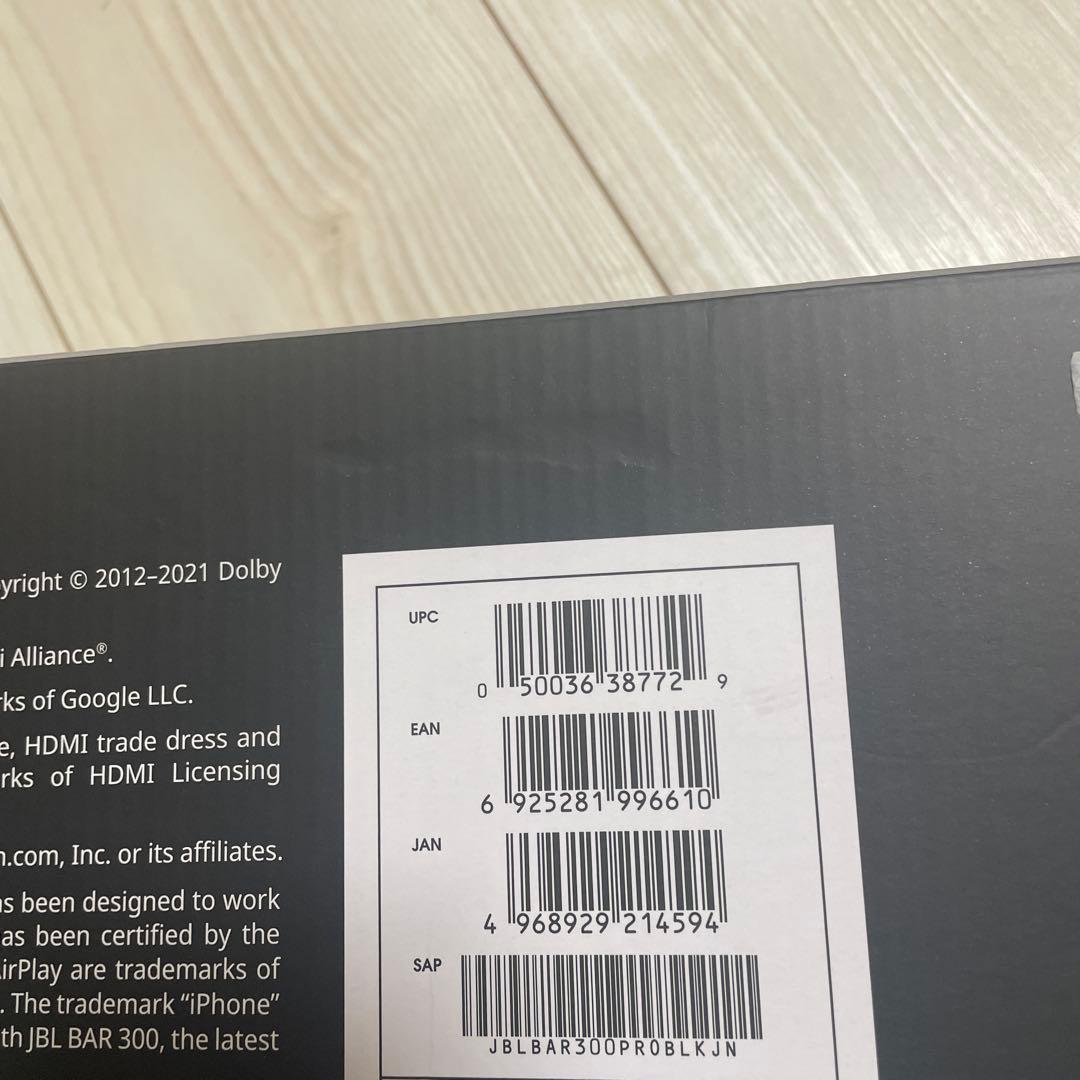 yright © 2012–2021 Dolby
i Alliance®.
rks of Google LLC.
e, HDMI trade dress and
rks of HDMI Licensing
n.com, Inc. or its affiliates.
as been designed to work
as been certified by the
AirPlay are trademarks of
. The trademark “iPhone”
th JBL BAR 300, the latest
UPC
0 50036 38772 9
EAN
6 925281 996610
JAN
4 968929 214594
SAP
JBLBAR300PROBLKJN